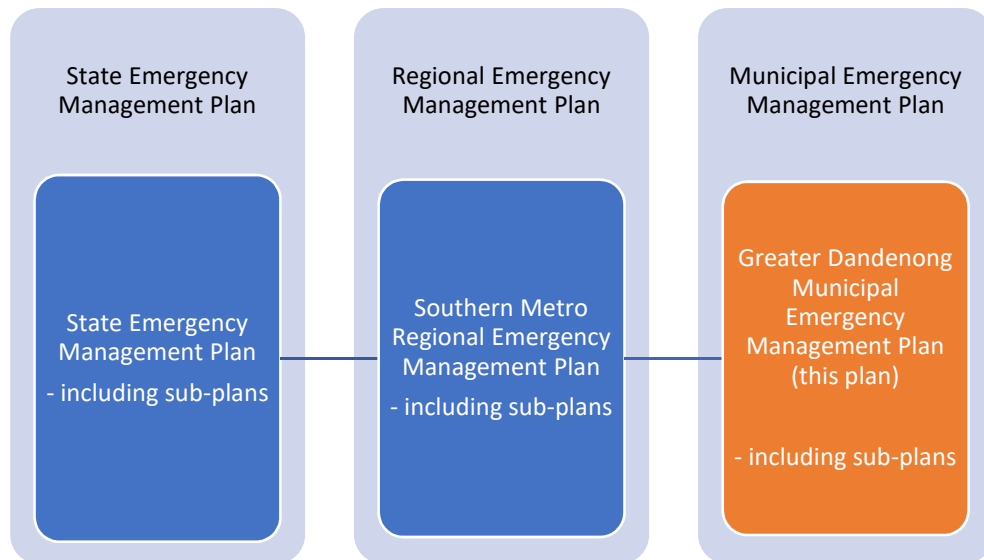 State Emergency
Management Plan
State Emergency
Management Plan
- including sub-plans
Regional Emergency
Management Plan
Southern Metro
Regional Emergency
Management Plan
- including sub-plans
Municipal Emergency
Management Plan
Greater Dandenong
Municipal
Emergency
Management Plan
(this plan)
- including sub-plans